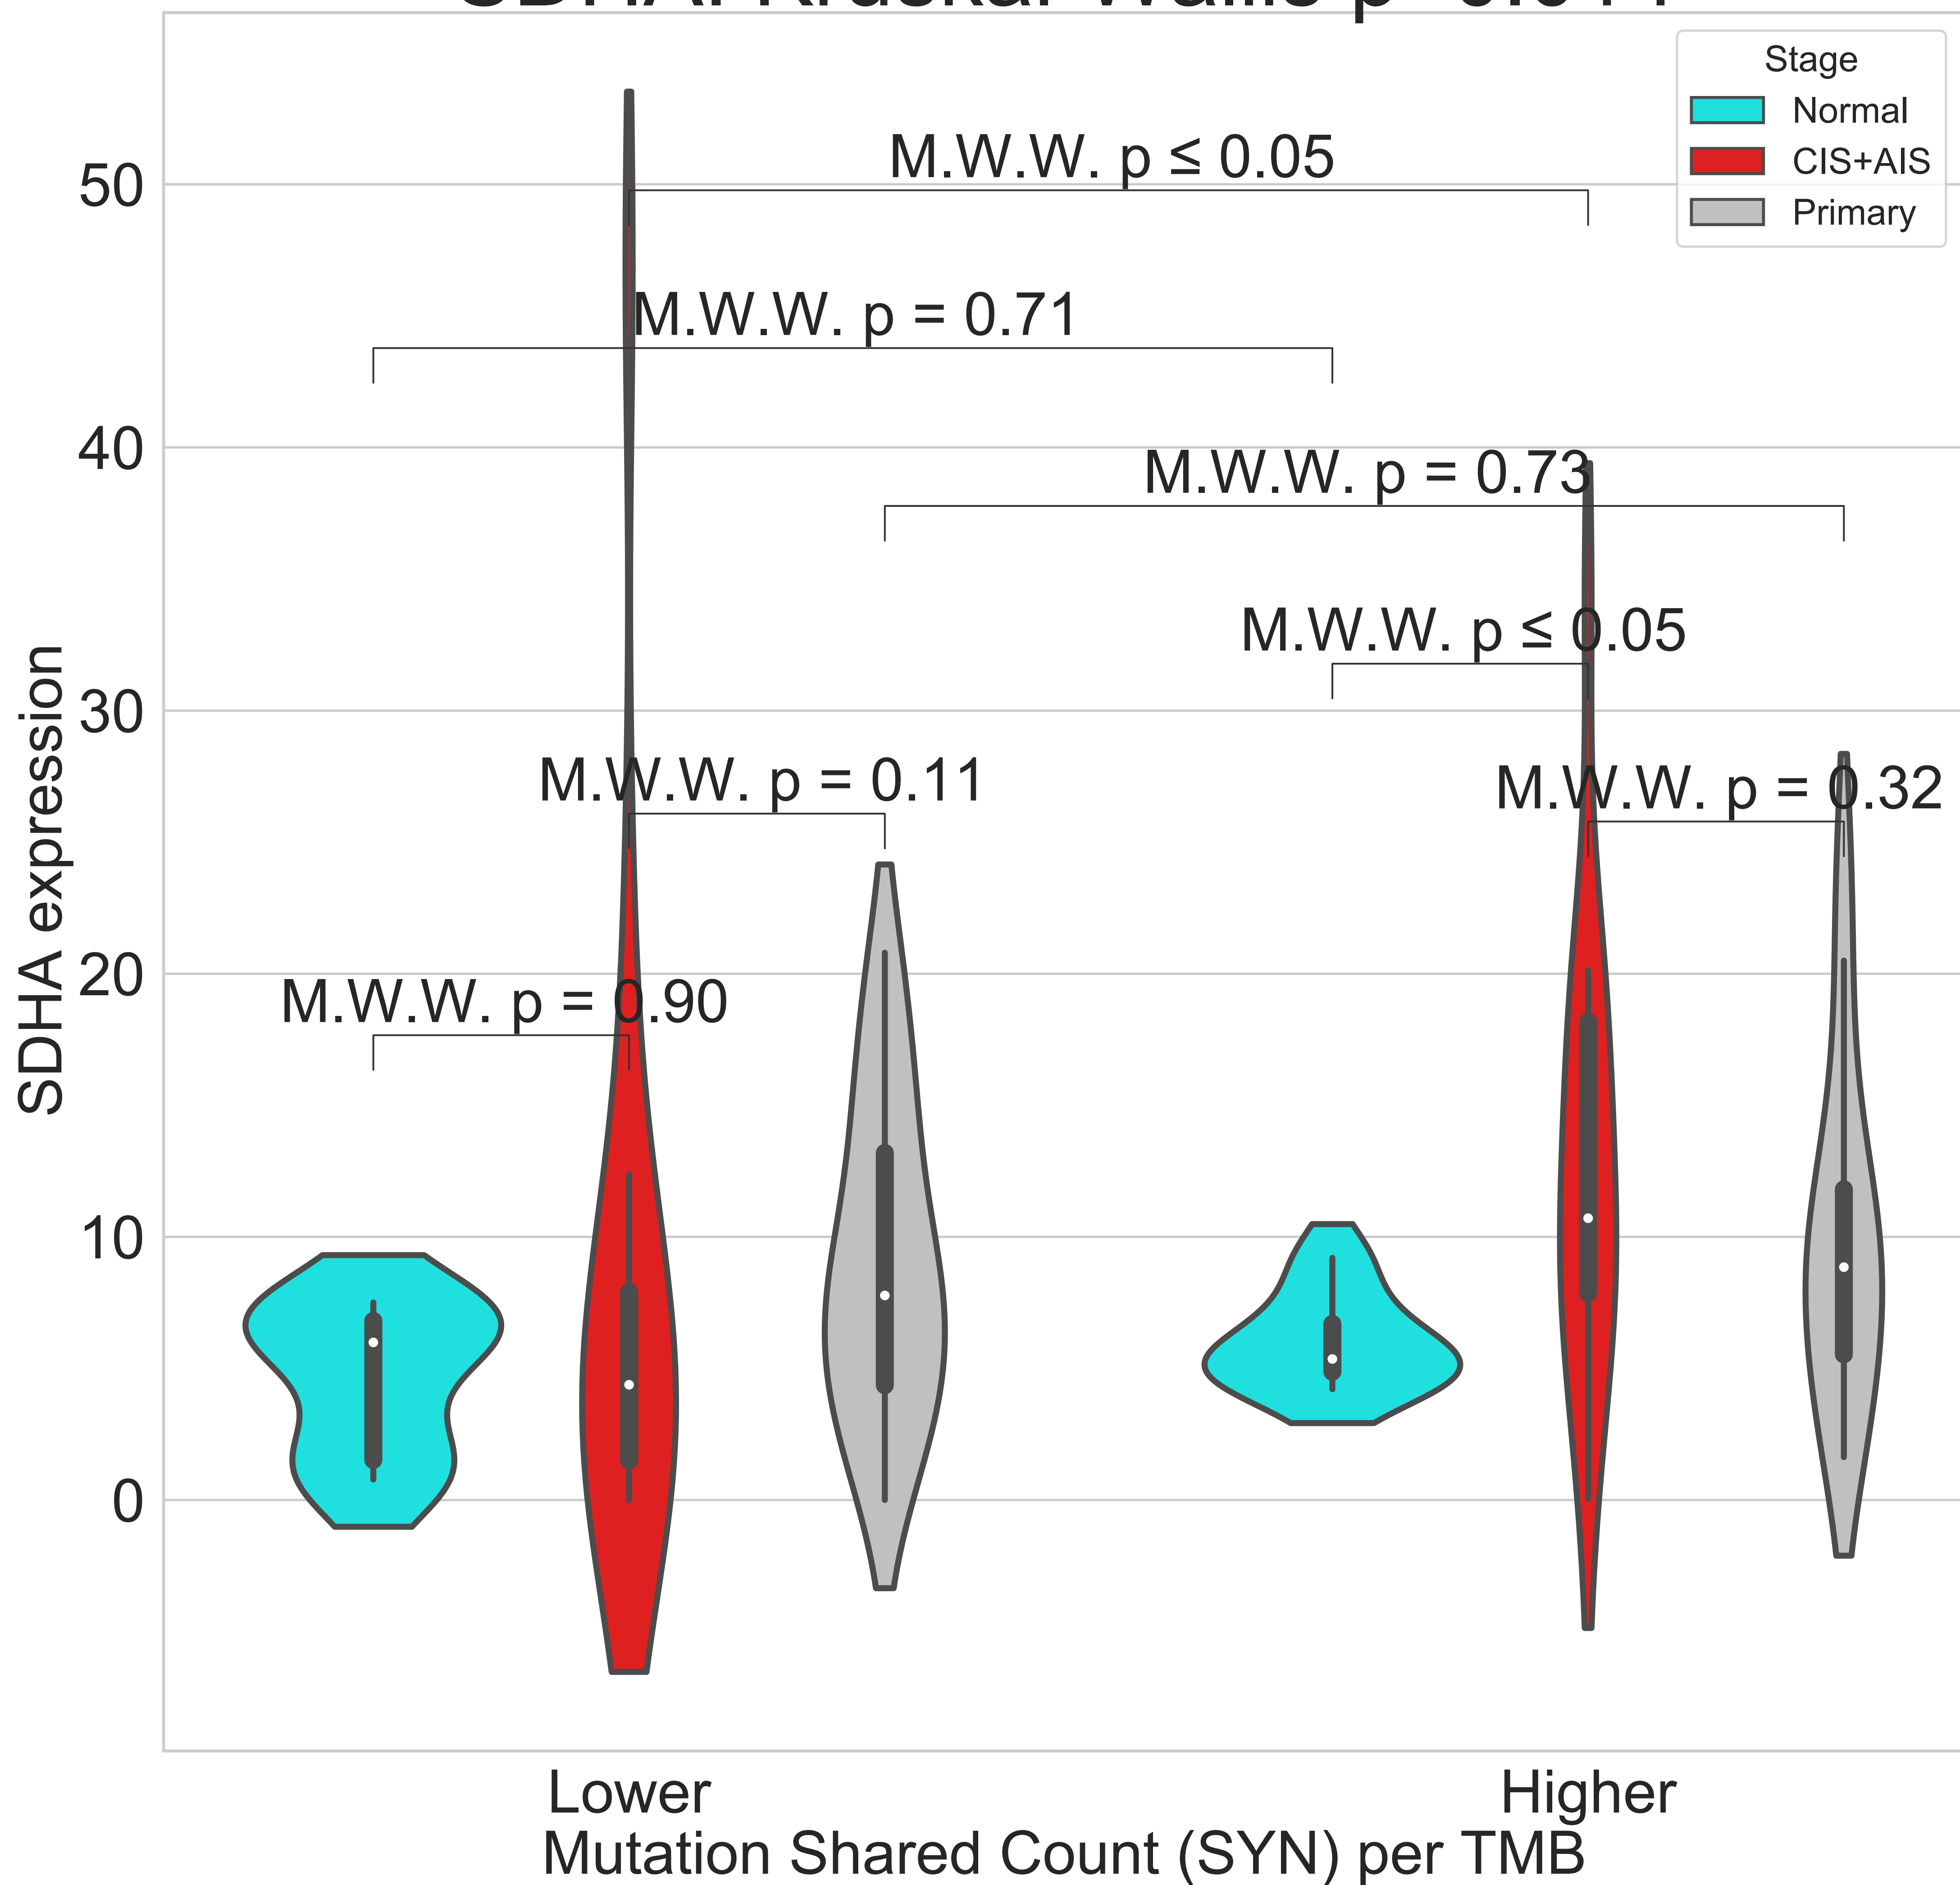 Stage
Normal
CIS+AIS
Primary
M.W.W. p ≤ 0.05
M.W.W. p = 0.71
M.W.W. p = 0.73
M.W.W. p ≤ 0.05
M.W.W. p = 0.11
M.W.W. p = 0.32
M.W.W. p = 0.90
50
40
30
20
10
0
SDHA expression
Lower
Higher
Mutation Shared Count (SYN) per TMB